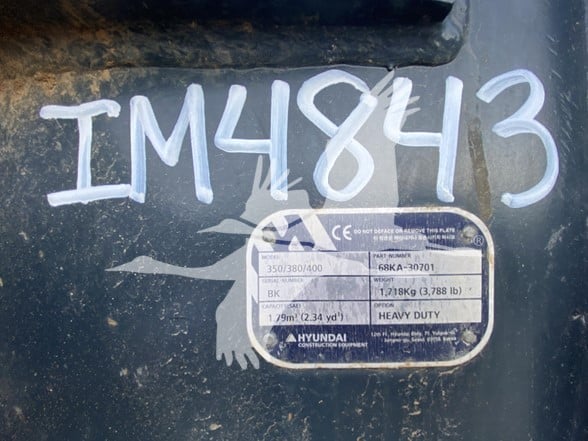 IM14843
CE DO NOT DEFACE OR REMOVE THIS PLATE
MODEL PART NUMBER
350/380/400 68KA-30701
SERIAL NUMBER WEIGHT
BK 1,718Kg (3,788 lb)
CAPACITY(SAE) OPTION
1.79m³ (2.34 yd³) HEAVY DUTY
HYUNDAI
CONSTRUCTION EQUIPMENT